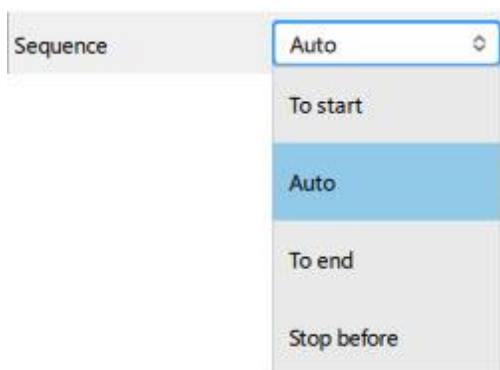 Sequence
Auto
To start
Auto
To end
Stop before